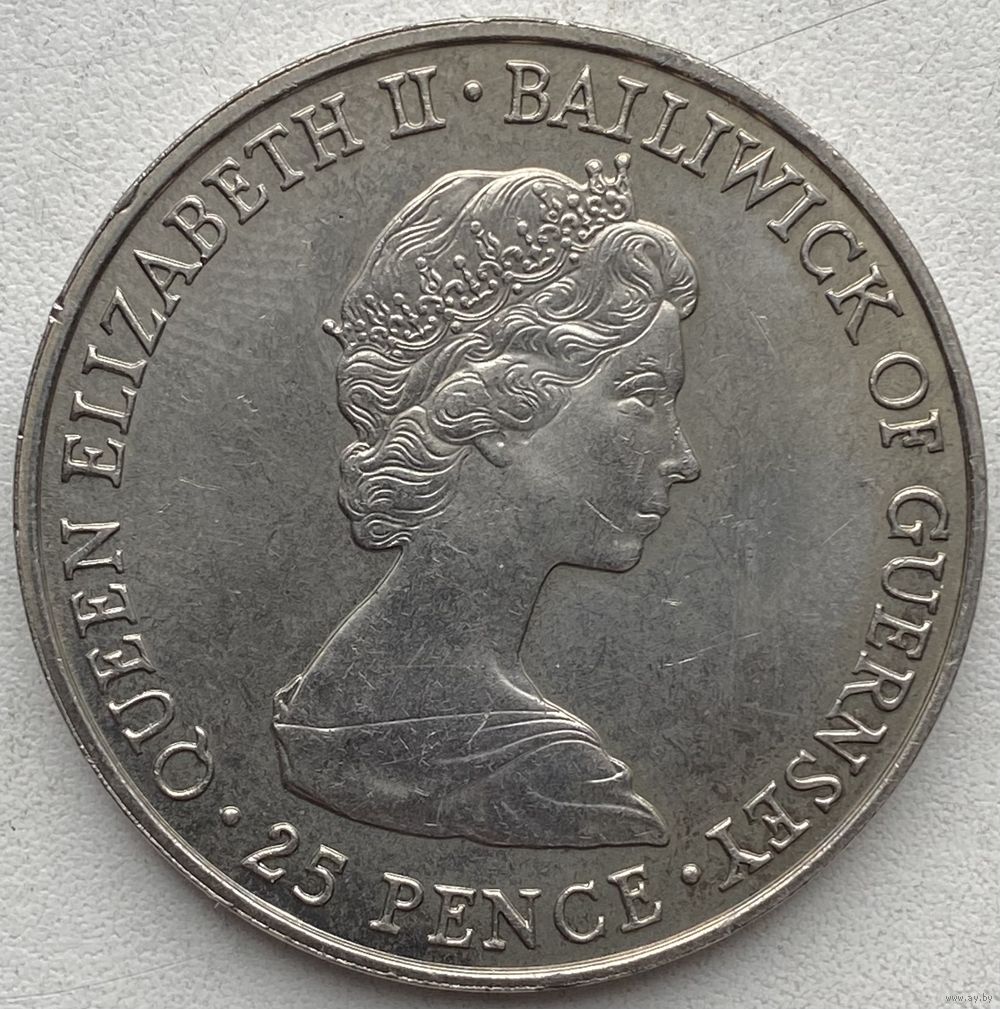 QUEEN ELIZABETH II · BAILIWICK OF GUERNSEY ·
25 PENCE ·
www.ay.by